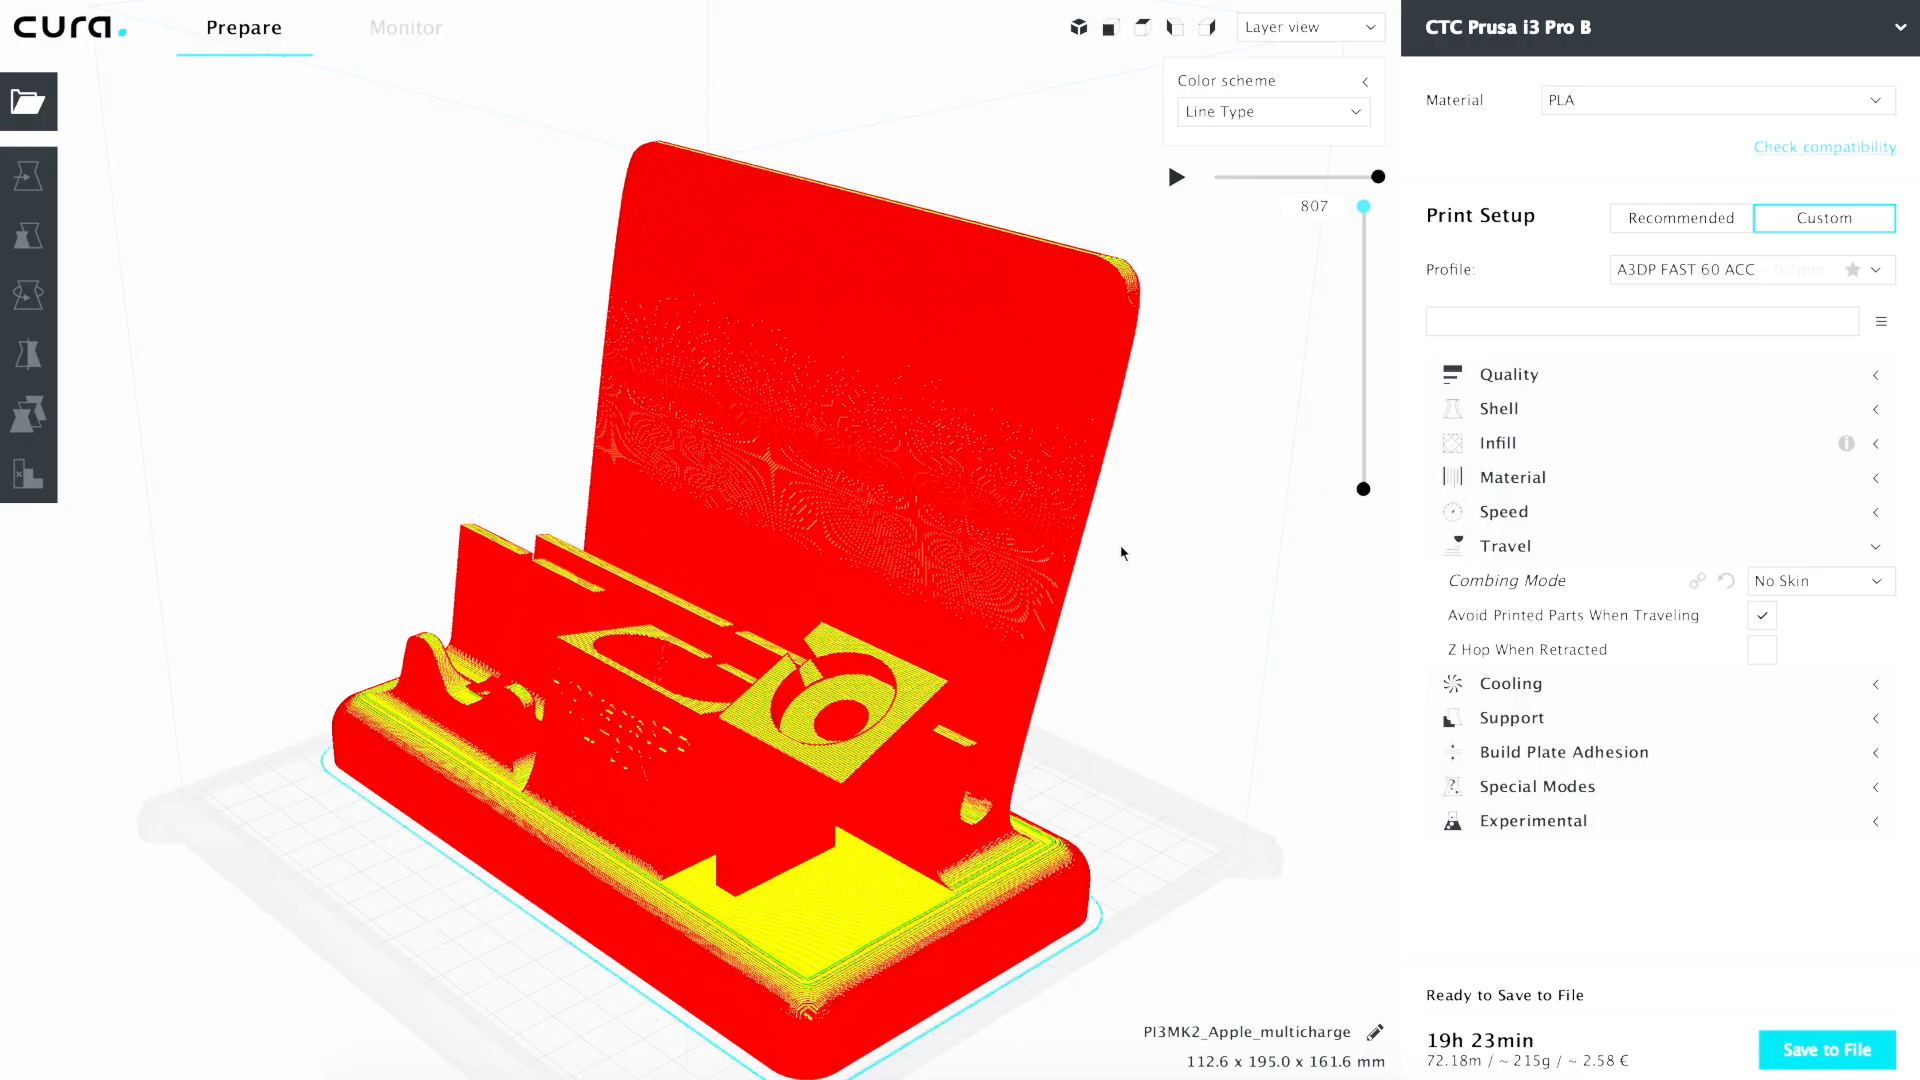 cura.
Prepare
Monitor
Layer view
Color scheme
Line Type
807
PI3MK2_Apple_multicharge
112.6 x 195.0 x 161.6 mm
CTC Prusa i3 Pro B
Material
PLA
Check compatibility
Print Setup
Recommended
Custom
Profile:
A3DP FAST 60 ACC - 0.2mm
Quality
Shell
Infill
Material
Speed
Travel
Combing Mode
No Skin
Avoid Printed Parts When Traveling
Z Hop When Retracted
Cooling
Support
Build Plate Adhesion
Special Modes
Experimental
Ready to Save to File
19h 23min
72.18m / ~ 215g / ~ 2.58 €
Save to File